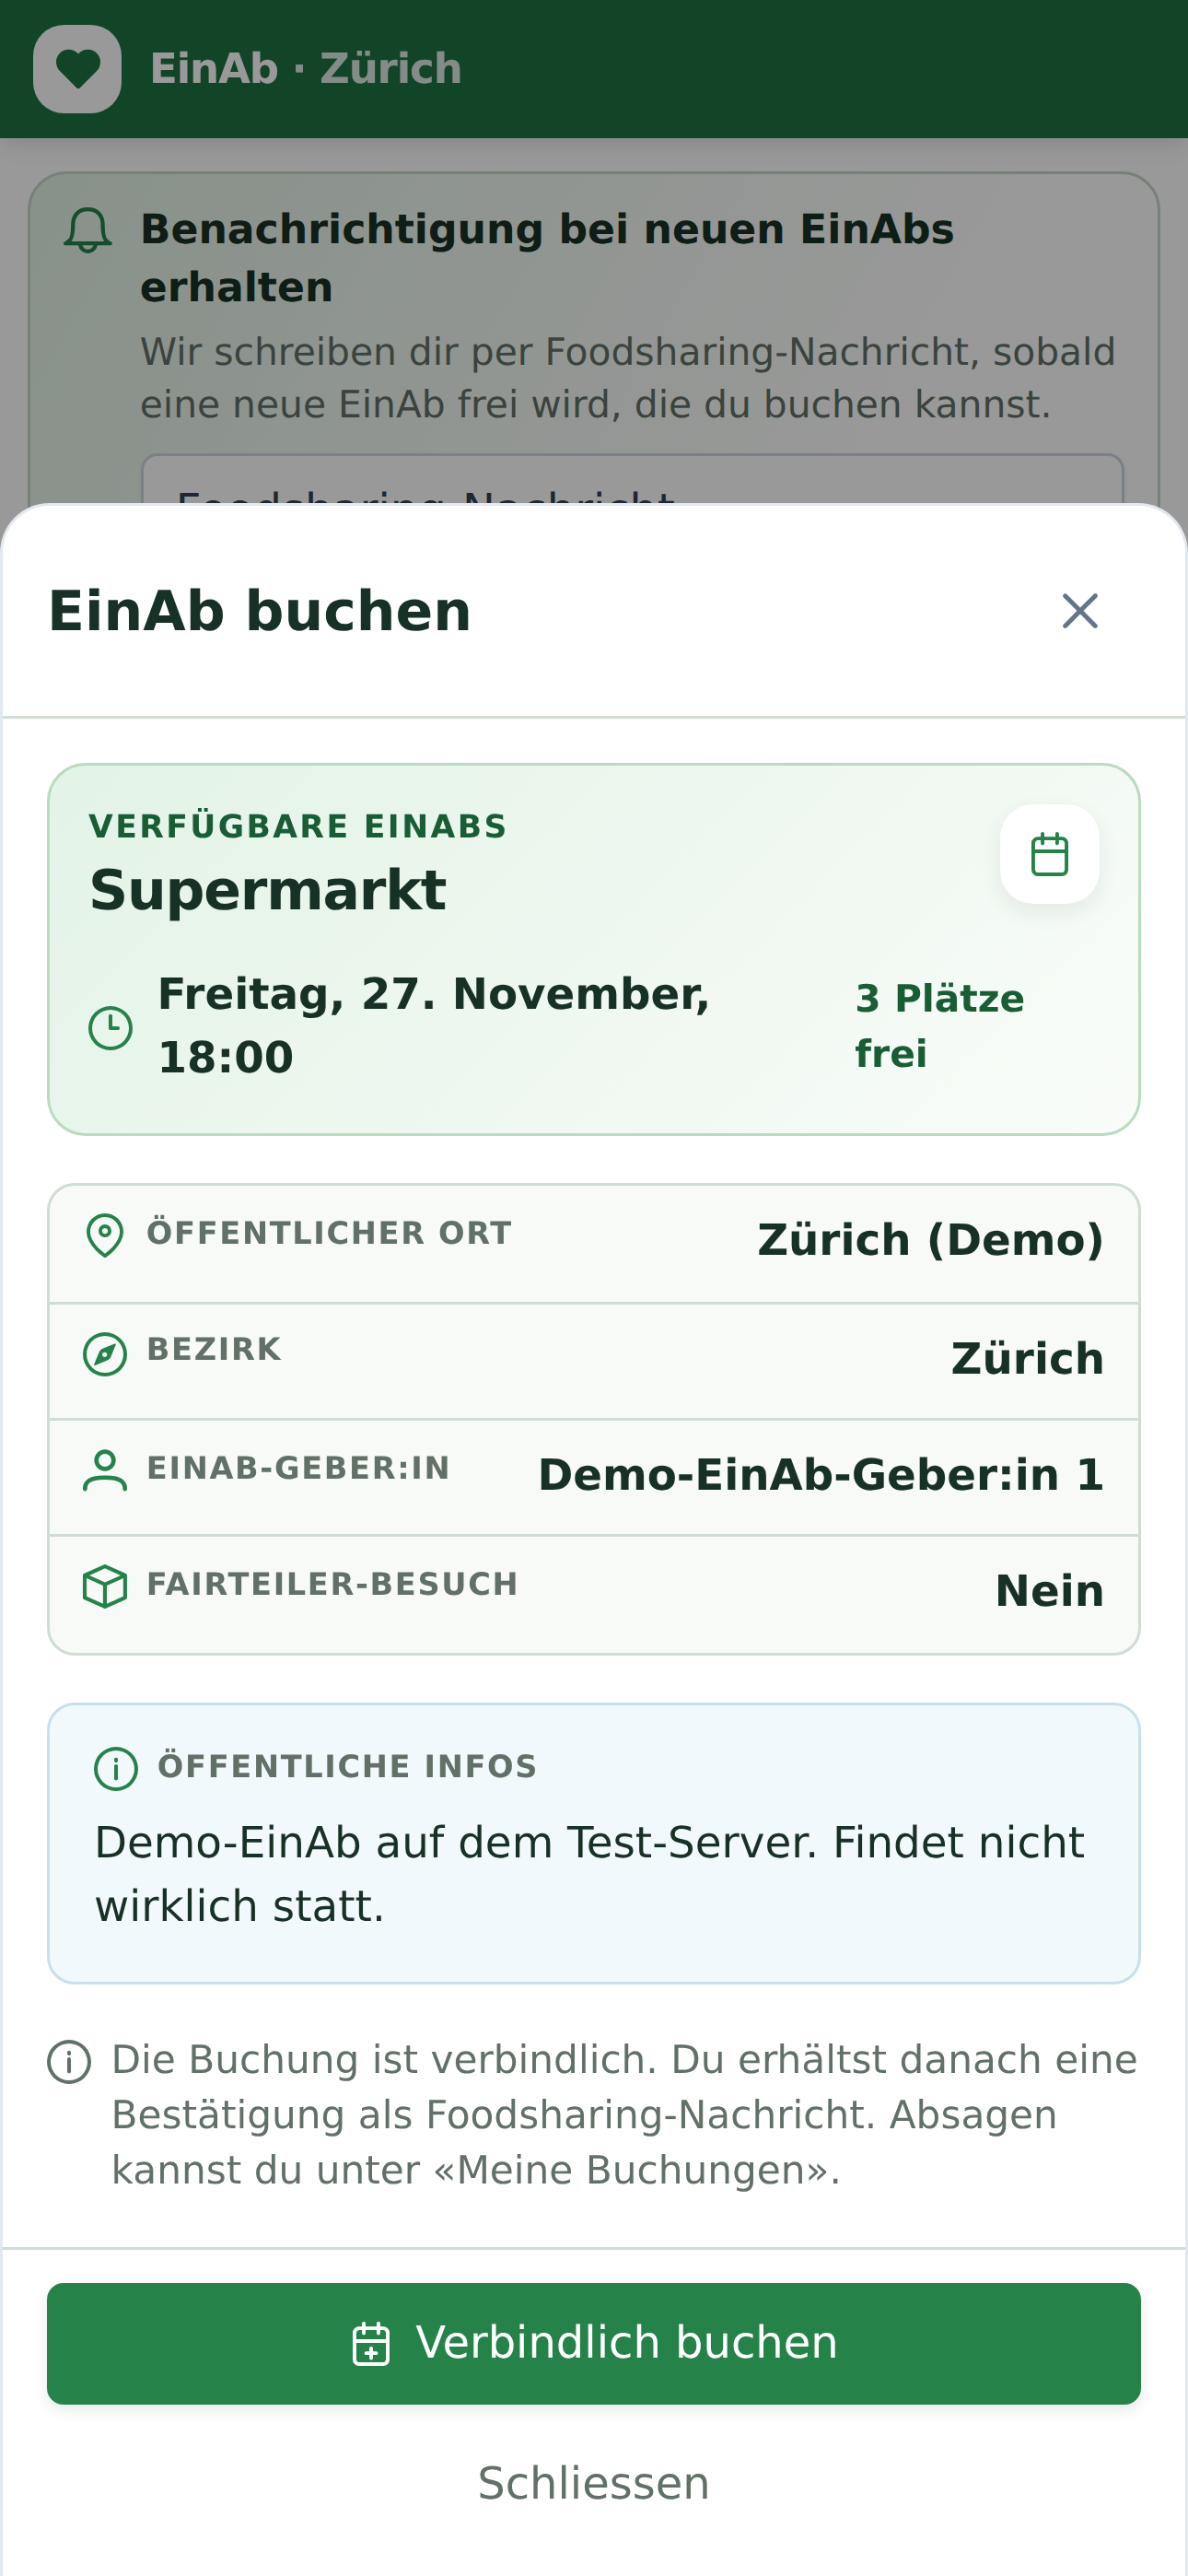 EinAb · Zürich
Benachrichtigung bei neuen EinAbs
erhalten
Wir schreiben dir per Foodsharing-Nachricht, sobald
eine neue EinAb frei wird, die du buchen kannst.
Foodsharing-Nachricht
EinAb buchen
VERFÜGBARE EINABS
Supermarkt
Freitag, 27. November,
18:00
3 Plätze
frei
ÖFFENTLICHER ORT
Zürich (Demo)
BEZIRK
Zürich
EINAB-GEBER:IN
Demo-EinAb-Geber:in 1
FAIRTEILER-BESUCH
Nein
ÖFFENTLICHE INFOS
Demo-EinAb auf dem Test-Server. Findet nicht
wirklich statt.
Die Buchung ist verbindlich. Du erhältst danach eine
Bestätigung als Foodsharing-Nachricht. Absagen
kannst du unter «Meine Buchungen».
Verbindlich buchen
Schliessen